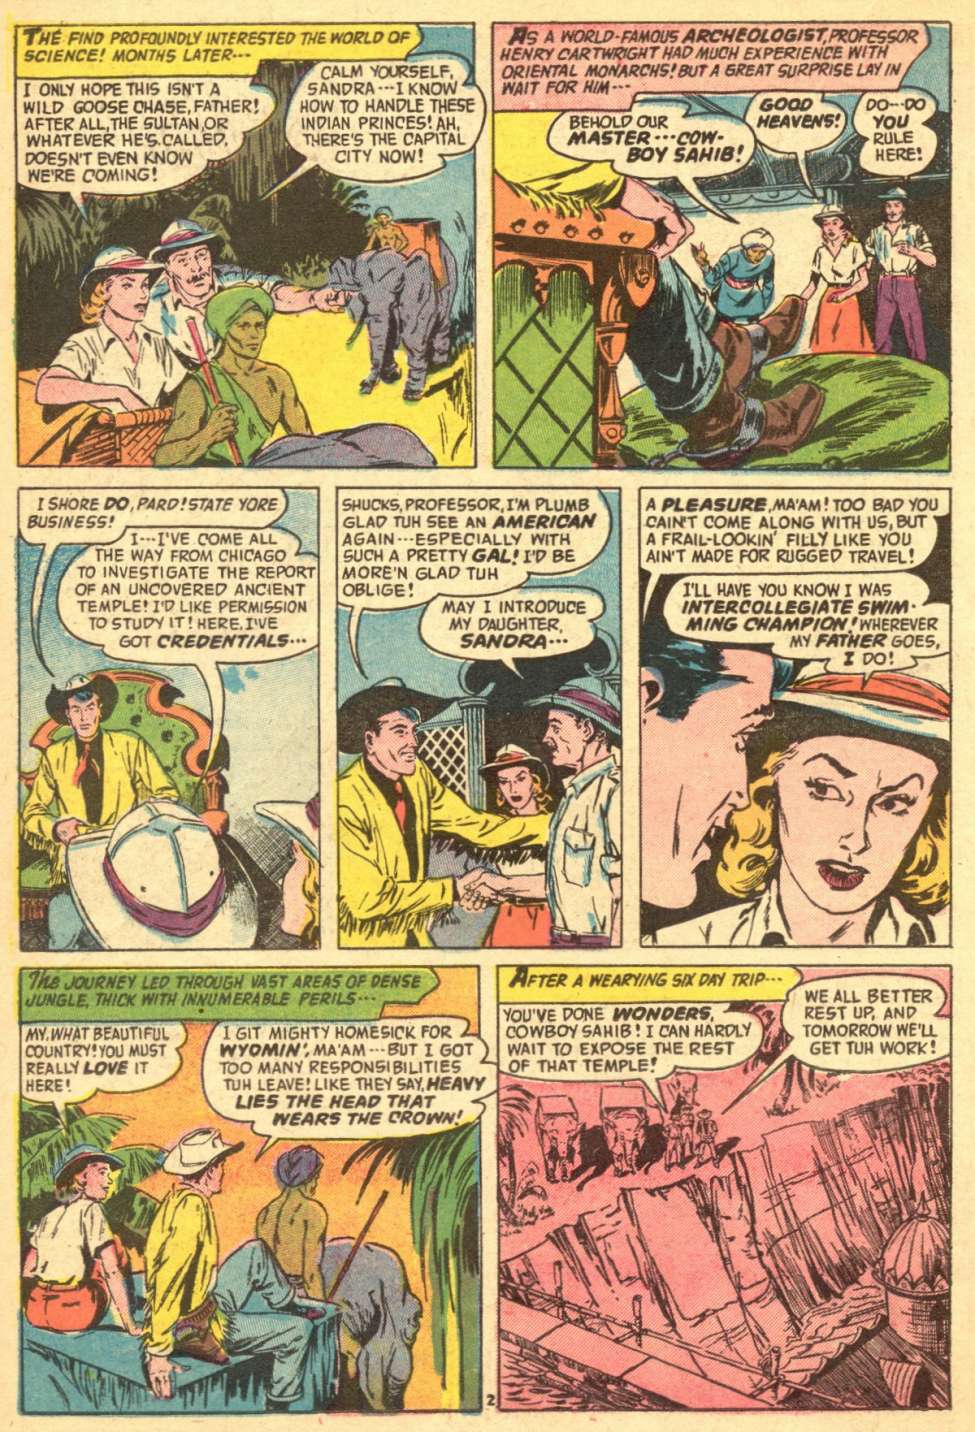 THE FIND PROFOUNDLY INTERESTED THE WORLD OF
SCIENCE! MONTHS LATER---
I ONLY HOPE THIS ISN'T A
WILD GOOSE CHASE, FATHER!
AFTER ALL, THE SULTAN, OR
WHATEVER HE'S CALLED,
DOESN'T EVEN KNOW
WE'RE COMING!
CALM YOURSELF,
SANDRA---I KNOW
HOW TO HANDLE THESE
INDIAN PRINCES! AH,
THERE'S THE CAPITAL
CITY NOW!
AS A WORLD-FAMOUS ARCHEOLOGIST, PROFESSOR
HENRY CARTWRIGHT HAD MUCH EXPERIENCE WITH
ORIENTAL MONARCHS! BUT A GREAT SURPRISE LAY IN
WAIT FOR HIM---
BEHOLD OUR
MASTER---COW-
BOY SAHIB!
GOOD
HEAVENS!
DO---DO
YOU
RULE
HERE!
I SHORE DO, PARD! STATE YORE
BUSINESS!
I---I'VE COME ALL
THE WAY FROM CHICAGO
TO INVESTIGATE THE REPORT
OF AN UNCOVERED ANCIENT
TEMPLE! I'D LIKE PERMISSION
TO STUDY IT! HERE, I'VE
GOT CREDENTIALS---
SHUCKS, PROFESSOR, I'M PLUMB
GLAD TUH SEE AN AMERICAN
AGAIN---ESPECIALLY WITH
SUCH A PRETTY GAL! I'D BE
MORE'N GLAD TUH
OBLIGE!
MAY I INTRODUCE
MY DAUGHTER,
SANDRA---
A PLEASURE, MA'AM! TOO BAD YOU
CAIN'T COME ALONG WITH US, BUT
A FRAIL-LOOKIN' FILLY LIKE YOU
AIN'T MADE FOR RUGGED TRAVEL!
I'LL HAVE YOU KNOW I WAS
INTERCOLLEGIATE SWIM-
MING CHAMPION! WHEREVER
MY FATHER GOES,
I DO!
THE JOURNEY LED THROUGH VAST AREAS OF DENSE
JUNGLE, THICK WITH INNUMERABLE PERILS---
MY, WHAT BEAUTIFUL
COUNTRY! YOU MUST
REALLY LOVE IT
HERE!
I GIT MIGHTY HOMESICK FOR
WYOMIN', MA'AM---BUT I GOT
TOO MANY RESPONSIBILITIES
TUH LEAVE! LIKE THEY SAY, HEAVY
LIES THE HEAD THAT
WEARS THE CROWN!
AFTER A WEARYING SIX DAY TRIP---
YOU'VE DONE WONDERS,
COWBOY SAHIB! I CAN HARDLY
WAIT TO EXPOSE THE REST
OF THAT TEMPLE!
WE ALL BETTER
REST UP, AND
TOMORROW WE'LL
GET TUH WORK!
2